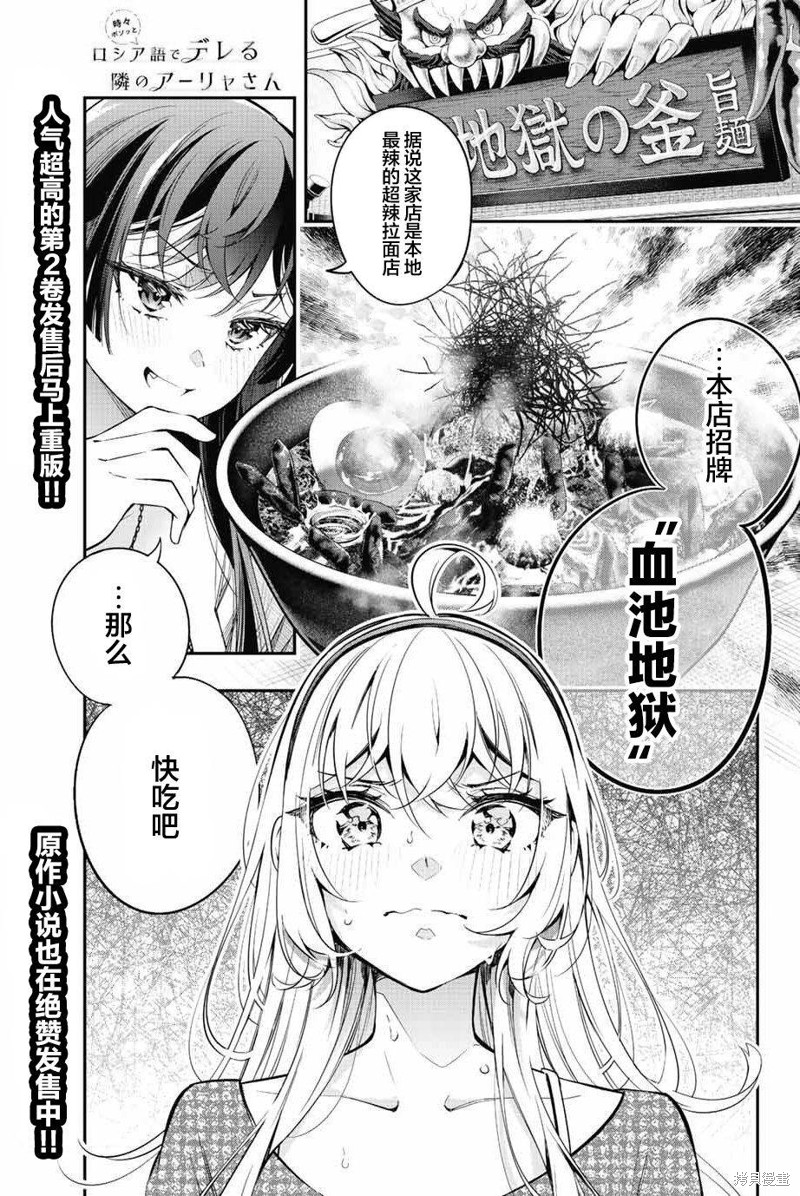 時々
ボソッと
ロシア語でデレる
隣のアーリャさん
地獄の釜
旨麺
据说这家店是本地
最辣的超辣拉面店
…本店招牌
“血池地狱”
…那么
快吃吧
人气超高的第2卷发售后马上重版!!
原作小说也在绝赞发售中!!
拷貝漫畫